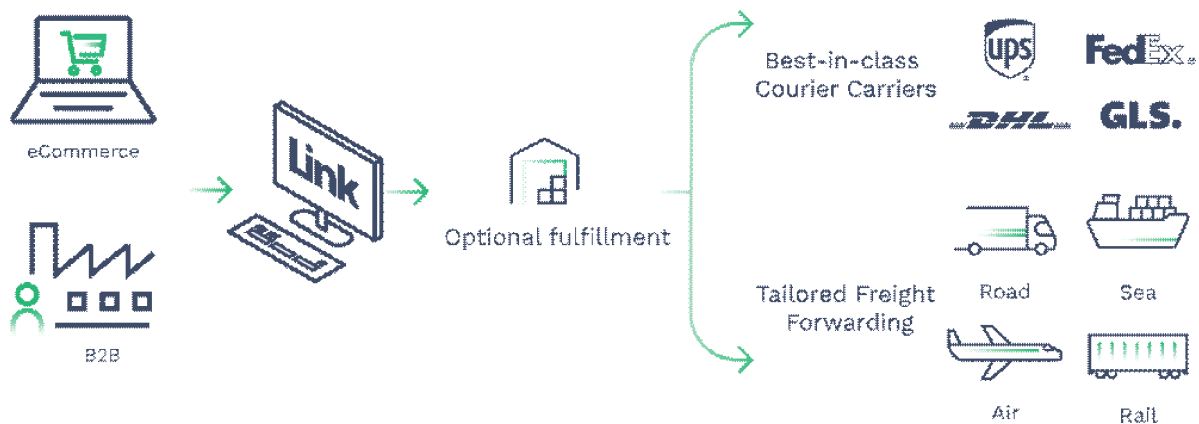 eCommerce
B2B
Link
Optional fulfillment
Best-in-class
Courier Carriers
ups
FedEx.
DHL
GLS.
Tailored Freight
Forwarding
Road
Sea
Air
Rail